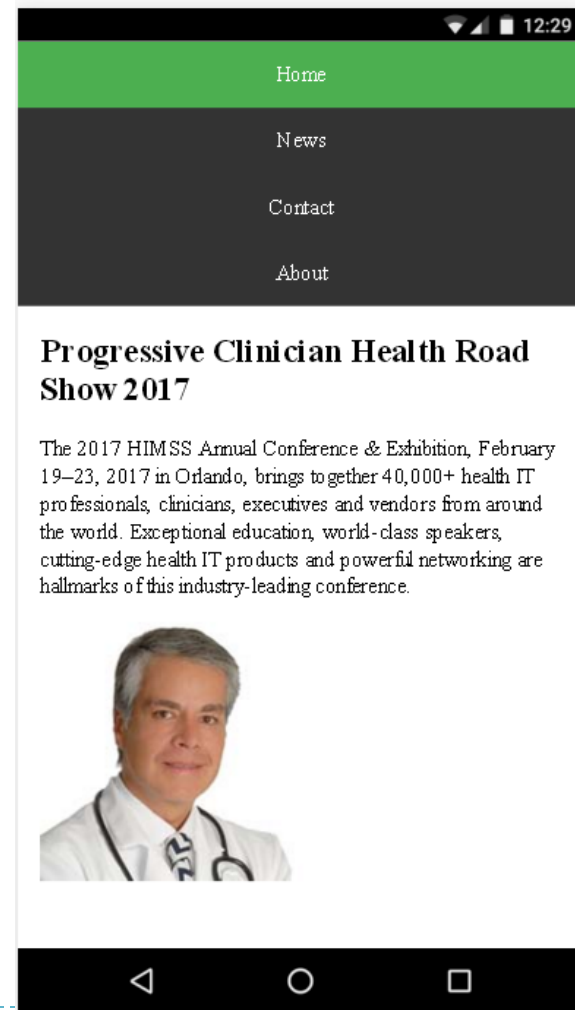 12:29
Home
News
Contact
About
Progressive Clinician Health Road
Show 2017
The 2017 HIMSS Annual Conference & Exhibition, February
19–23, 2017 in Orlando, brings together 40,000+ health IT
professionals, clinicians, executives and vendors from around
the world. Exceptional education, world-class speakers,
cutting-edge health IT products and powerful networking are
hallmarks of this industry-leading conference.